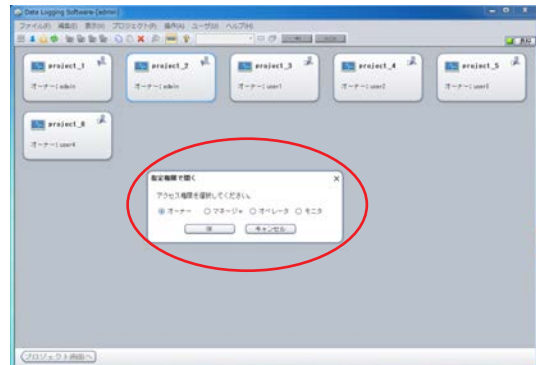 Data Logging Software-[admin]
ファイル(F) 編集(E) 表示(V) プロジェクト(P) 操作(A) ユーザ(U) ヘルプ(H)
project_1 project_2 project_3 project_4 project_5
オーナー: admin オーナー: admin オーナー: user1 オーナー: user2
project_6
オーナー: user4
指定権限で開く
アクセス権限を選択してください。
オーナー マネージャ オペレータ モニタ
OK キャンセル
プロジェクト画面へ